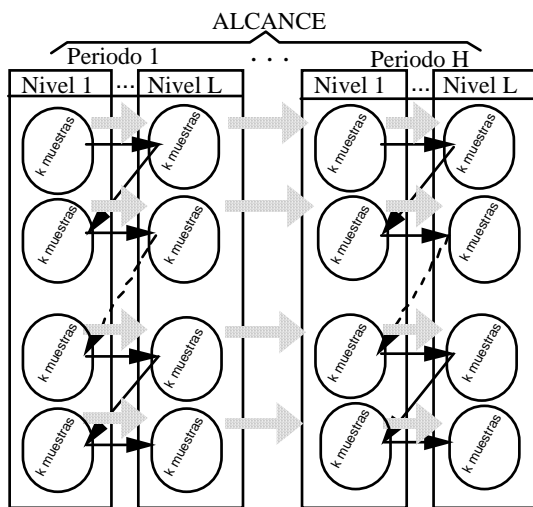 ALCANCE
Periodo 1 . . . Periodo H
Nivel 1 ... Nivel L Nivel 1 ... Nivel L
k muestras k muestras k muestras k muestras
k muestras k muestras k muestras k muestras
k muestras k muestras k muestras k muestras
k muestras k muestras k muestras k muestras